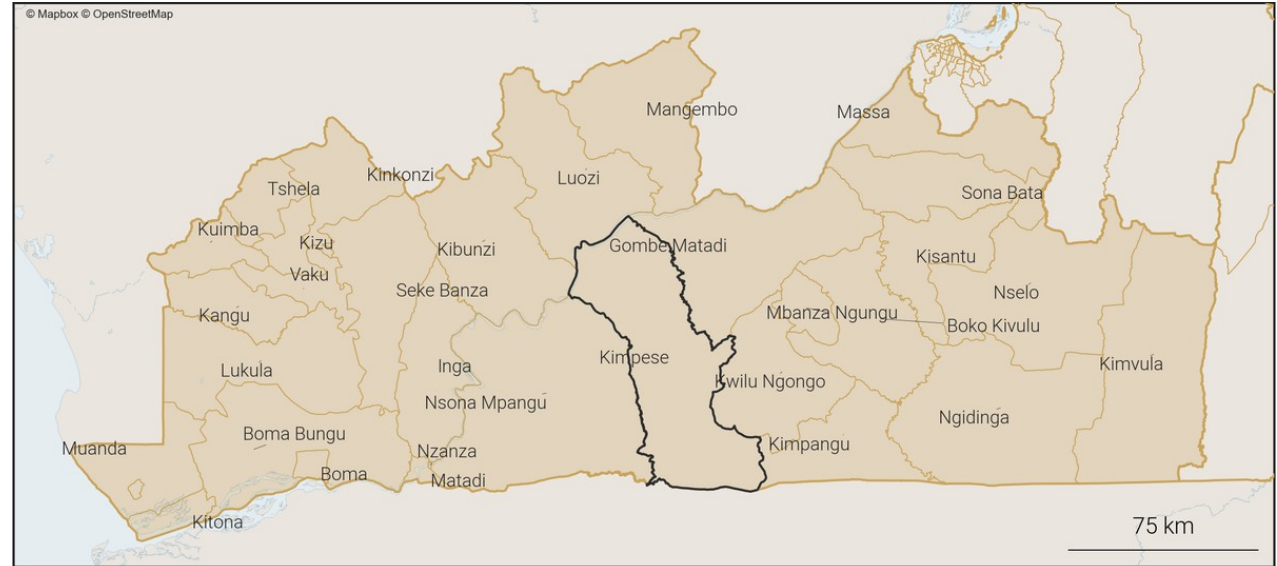 © Mapbox © OpenStreetMap
Mangembo
Massa
Kinkonzi
Luozi
Tshela
Sona Bata
Kuimba
Kizu
Kibunzi
Gombe Matadi
Kisantu
Vaku
Seke Banza
Nselo
Kangu
Mbanza Ngungu
Boko Kivulu
Kimpese
Kimvula
Inga
Lukula
Kwilu Ngongo
Nsona Mpangu
Ngidinga
Boma Bungu
Kimpangu
Muanda
Nzanza
Boma
Matadi
Kitona
75 km